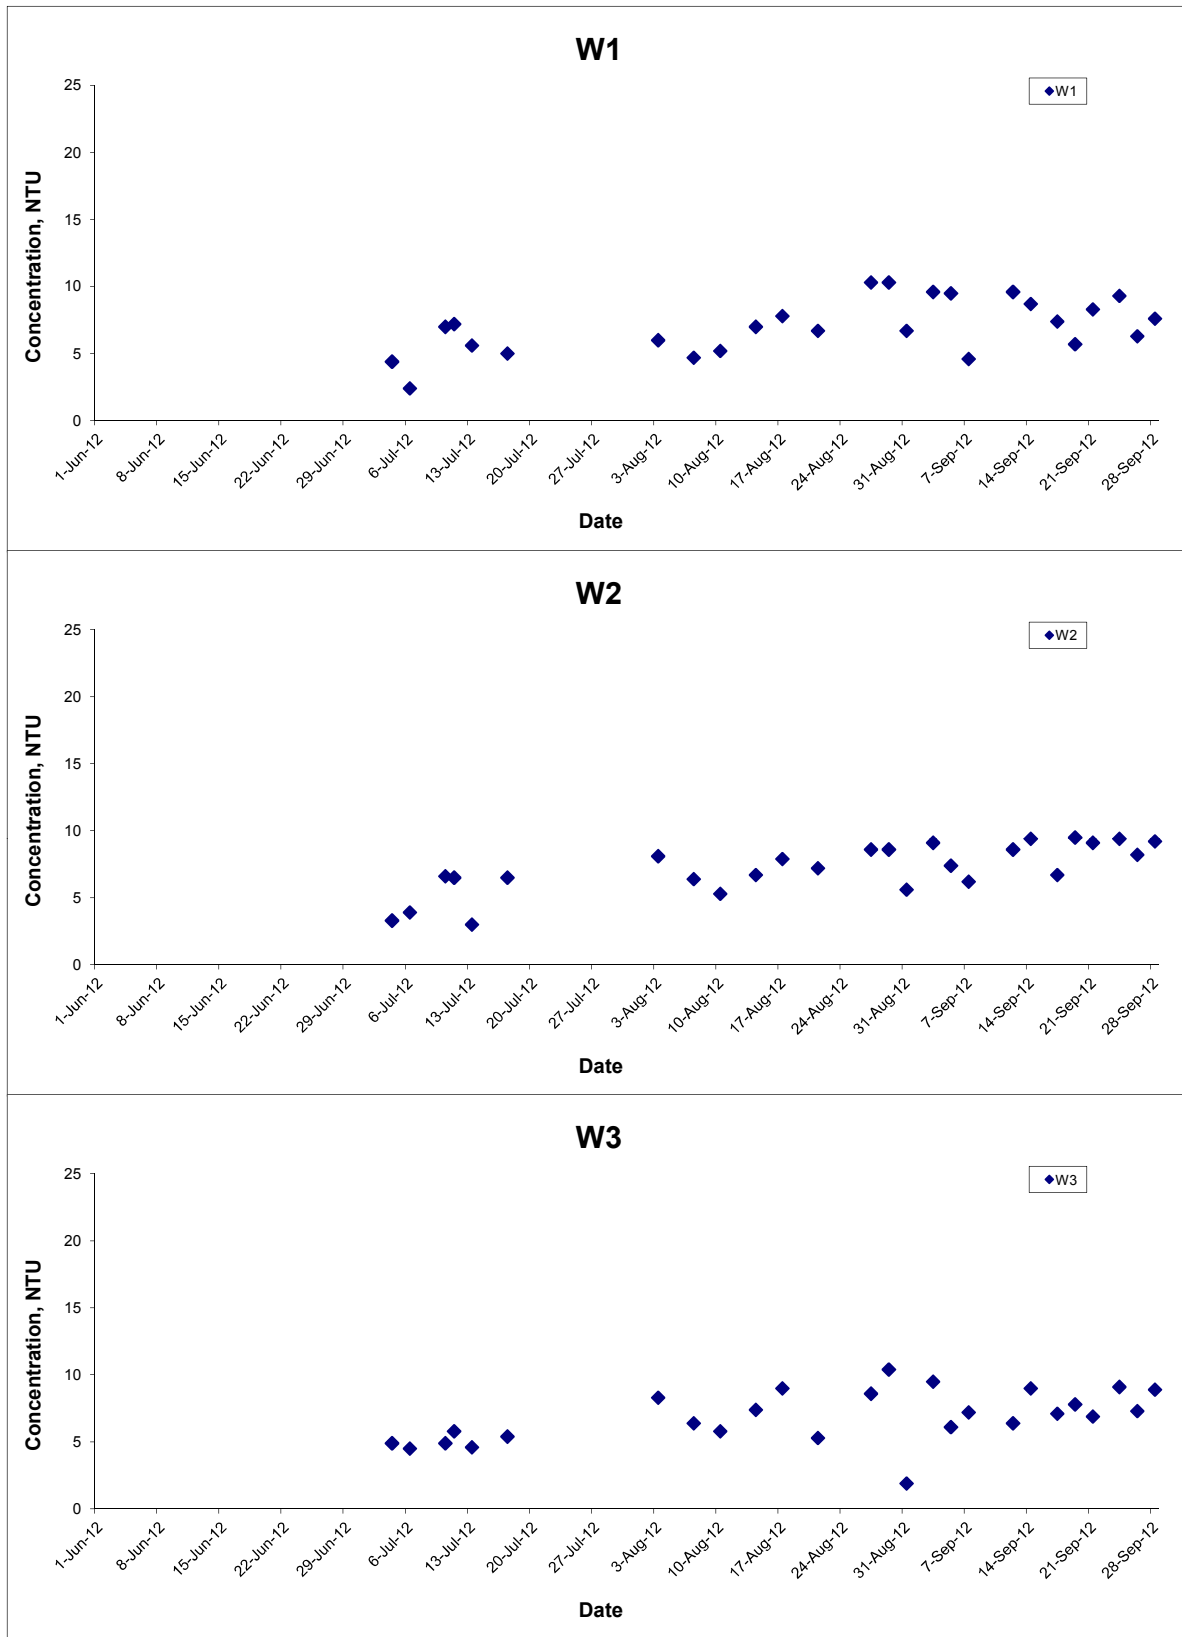 W1
W1
Concentration, NTU
25
20
15
10
5
0
1-Jun-12
8-Jun-12
15-Jun-12
22-Jun-12
29-Jun-12
6-Jul-12
13-Jul-12
20-Jul-12
27-Jul-12
3-Aug-12
10-Aug-12
17-Aug-12
24-Aug-12
31-Aug-12
7-Sep-12
14-Sep-12
21-Sep-12
28-Sep-12
Date
W2
W2
Concentration, NTU
25
20
15
10
5
0
1-Jun-12
8-Jun-12
15-Jun-12
22-Jun-12
29-Jun-12
6-Jul-12
13-Jul-12
20-Jul-12
27-Jul-12
3-Aug-12
10-Aug-12
17-Aug-12
24-Aug-12
31-Aug-12
7-Sep-12
14-Sep-12
21-Sep-12
28-Sep-12
Date
W3
W3
Concentration, NTU
25
20
15
10
5
0
1-Jun-12
8-Jun-12
15-Jun-12
22-Jun-12
29-Jun-12
6-Jul-12
13-Jul-12
20-Jul-12
27-Jul-12
3-Aug-12
10-Aug-12
17-Aug-12
24-Aug-12
31-Aug-12
7-Sep-12
14-Sep-12
21-Sep-12
28-Sep-12
Date